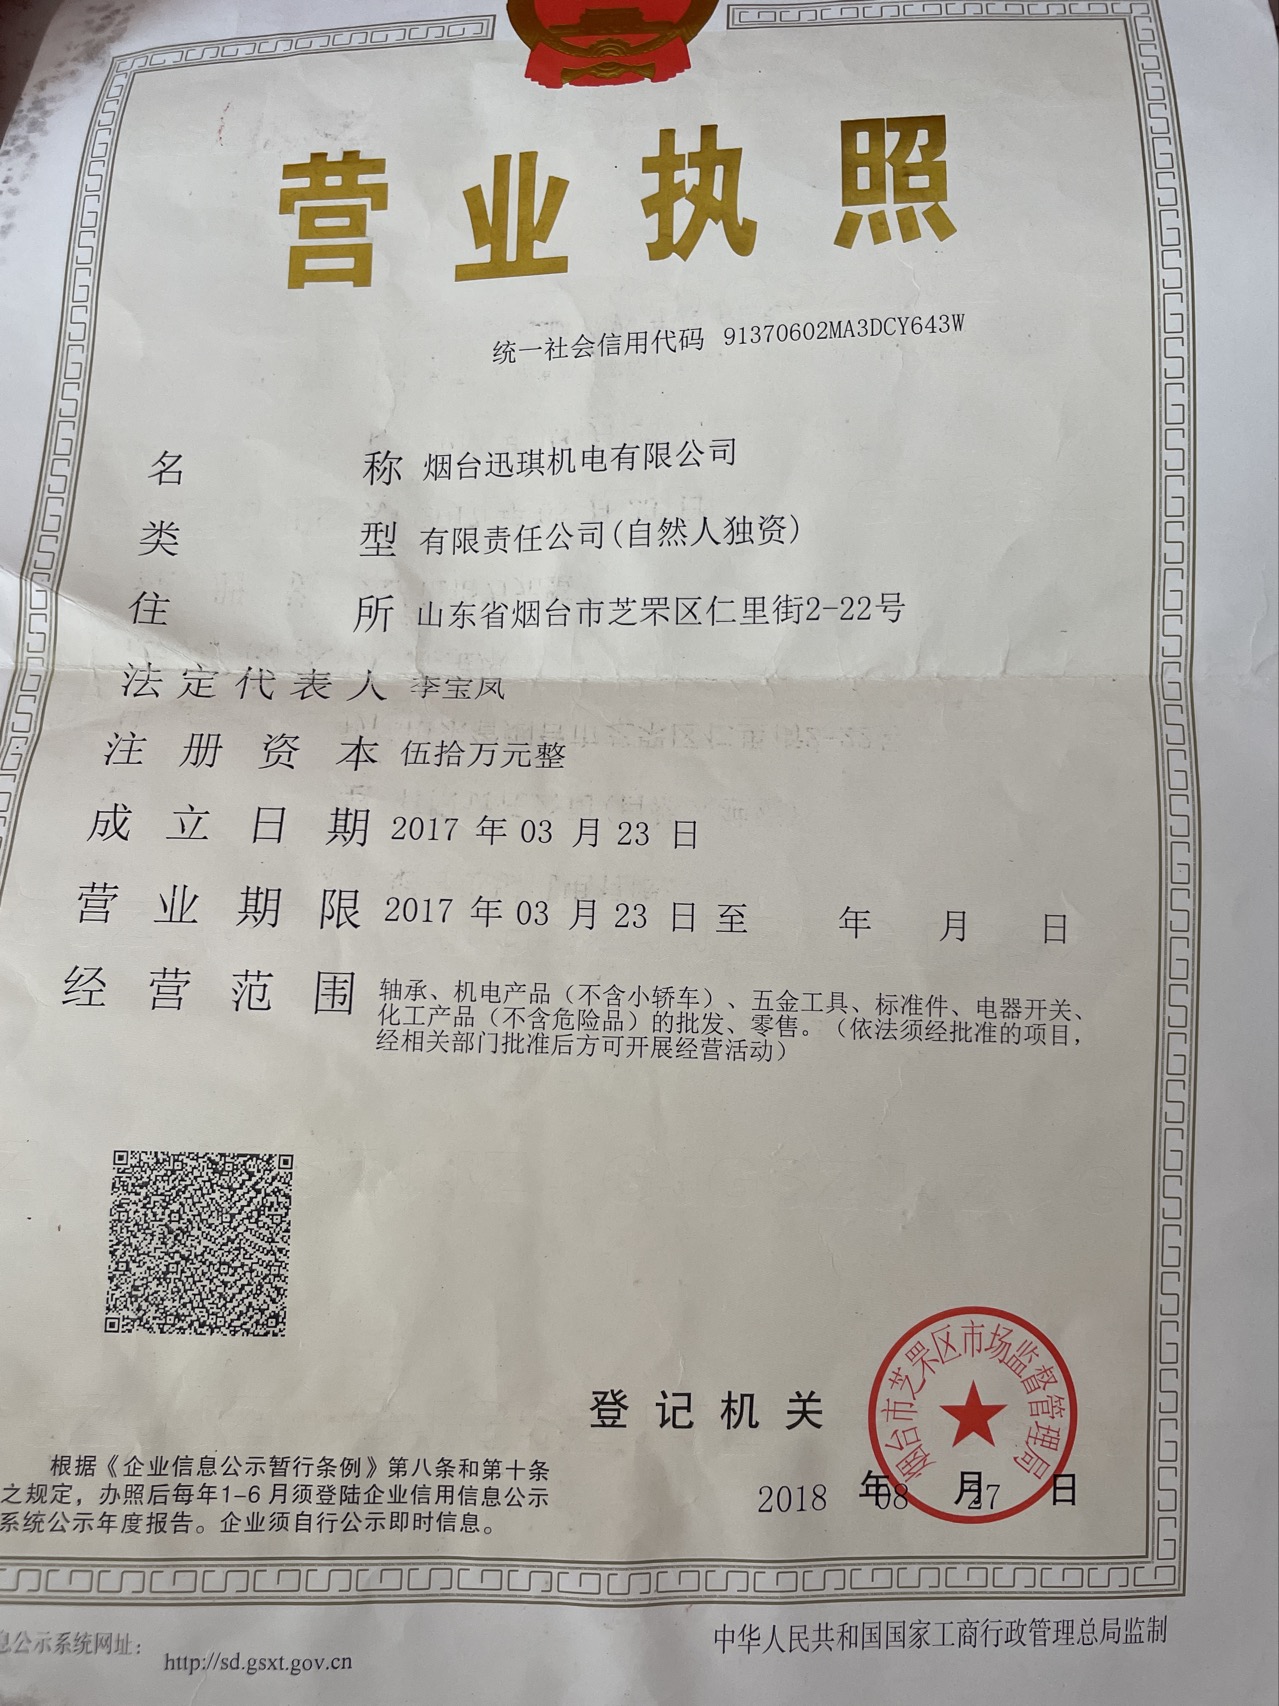 营业执照
统一社会信用代码 91370602MA3DCY643W
名称 烟台迅琪机电有限公司
类型 有限责任公司(自然人独资)
住所 山东省烟台市芝罘区仁里街2-22号
法定代表人 李宝凤
注册资本 伍拾万元整
成立日期 2017 年 03 月 23 日
营业期限 2017 年 03 月 23 日 至 年 月 日
经营范围 轴承、机电产品（不含小轿车）、五金工具、标准件、电器开关、
化工产品（不含危险品）的批发、零售。（依法须经批准的项目，
经相关部门批准后方可开展经营活动）
登记机关
烟台市芝罘区市场监督管理局
2018 年 08 月 27 日
根据《企业信息公示暂行条例》第八条和第十条
之规定，办照后每年1-6月须登陆企业信用信息公示
系统公示年度报告。企业须自行公示即时信息。
息公示系统网址：
http://sd.gsxt.gov.cn
中华人民共和国国家工商行政管理总局监制